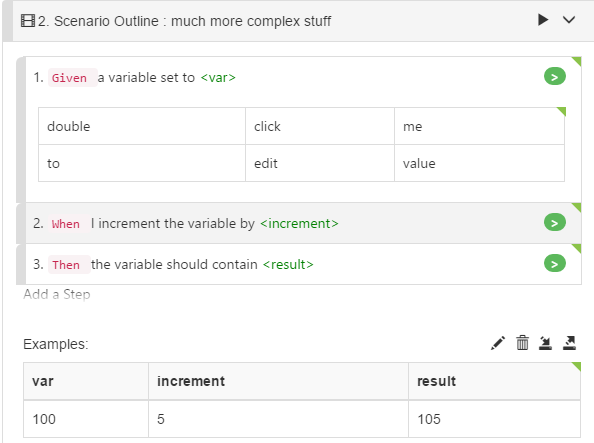 2. Scenario Outline : much more complex stuff
1. Given a variable set to <var>
double click me
to edit value
2. When I increment the variable by <increment>
3. Then the variable should contain <result>
Add a Step
Examples:
var increment result
100 5 105